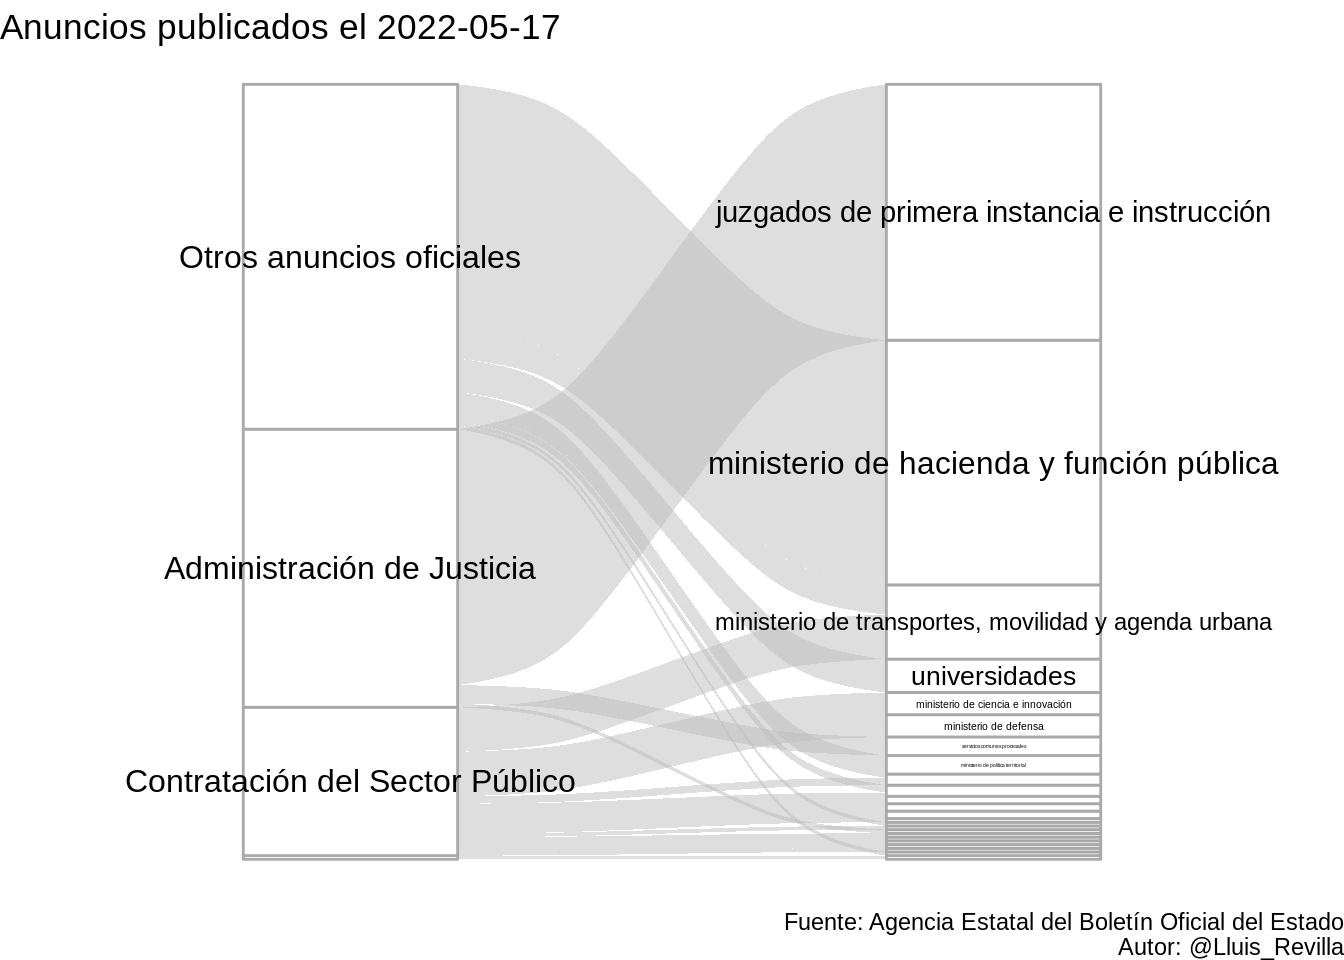 Anuncios publicados el 2022-05-17
Otros anuncios oficiales
Administración de Justicia
Contratación del Sector Público
juzgados de primera instancia e instrucción
ministerio de hacienda y función pública
ministerio de transportes, movilidad y agenda urbana
universidades
ministerio de ciencia e innovación
ministerio de defensa
servicios comunes procesales
ministerio de política territorial
Fuente: Agencia Estatal del Boletín Oficial del Estado
Autor: @Lluis_Revilla